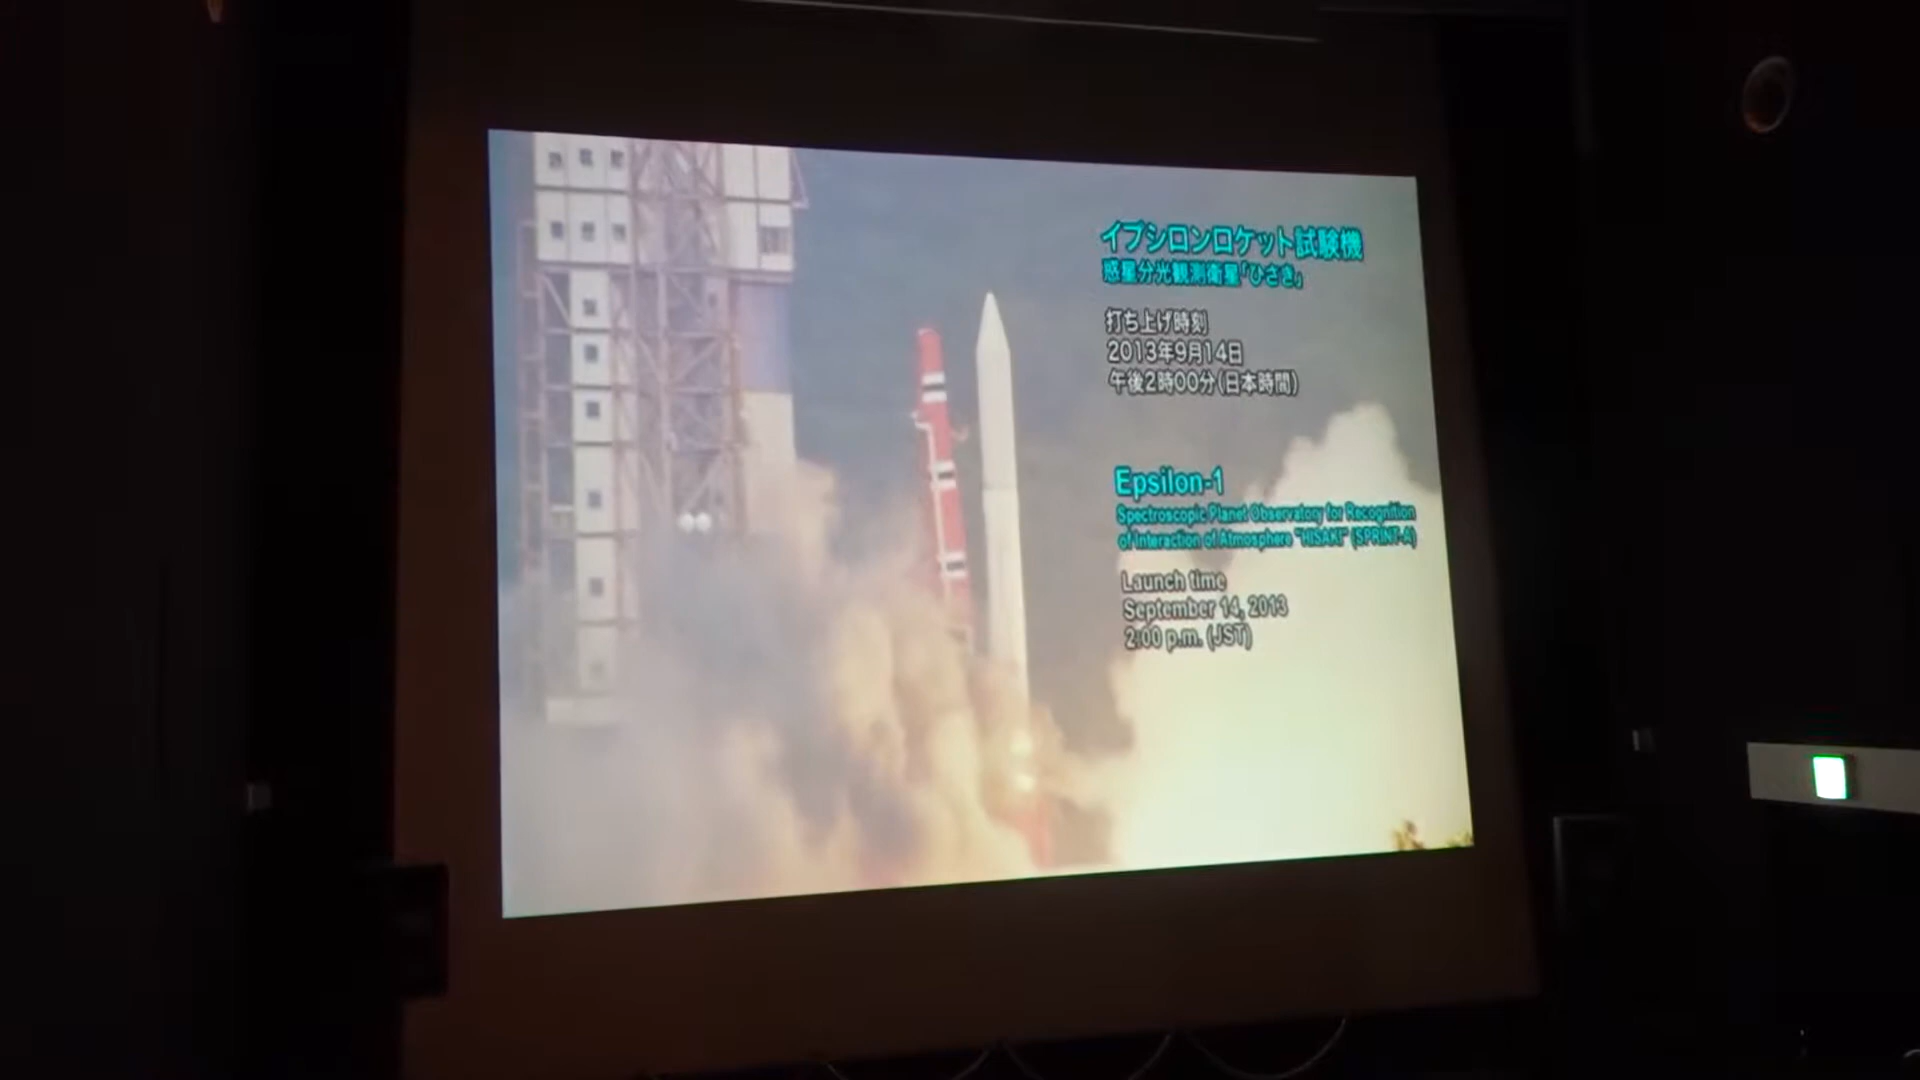 イプシロンロケット試験機
惑星分光観測衛星「ひさき」
打ち上げ時刻
2013年9月14日
午後2時00分(日本時間)
Epsilon-1
Spectroscopic Planet Observatory for Recognition
of Interaction of Atmosphere "HISAKI" (SPRINT-A)
Launch time
September 14, 2013
2:00 p.m. (JST)